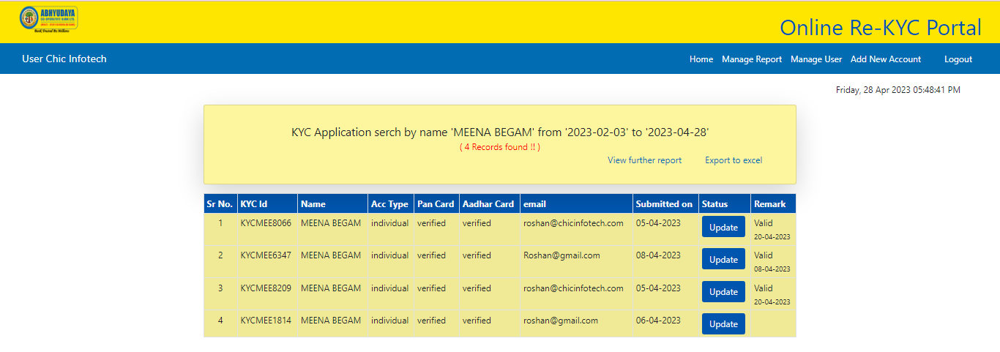 ABHYUDAYA
CO-OPERATIVE BANK LTD.
Bank Trusted By Millions
Online Re-KYC Portal
User Chic Infotech
Home Manage Report Manage User Add New Account Logout
Friday, 28 Apr 2023 05:48:41 PM
KYC Application serch by name 'MEENA BEGAM' from '2023-02-03' to '2023-04-28'
( 4 Records found !! )
View further report Export to excel
Sr No. KYC Id Name Acc Type Pan Card Aadhar Card email Submitted on Status Remark
1 KYCMEE8066 MEENA BEGAM individual verified verified roshan@chicinfotech.com 05-04-2023 Update Valid
20-04-2023
2 KYCMEE6347 MEENA BEGAM individual verified verified Roshan@gmail.com 08-04-2023 Update Valid
08-04-2023
3 KYCMEE8209 MEENA BEGAM individual verified verified roshan@chicinfotech.com 05-04-2023 Update Valid
20-04-2023
4 KYCMEE1814 MEENA BEGAM individual verified verified roshan@gmail.com 06-04-2023 Update